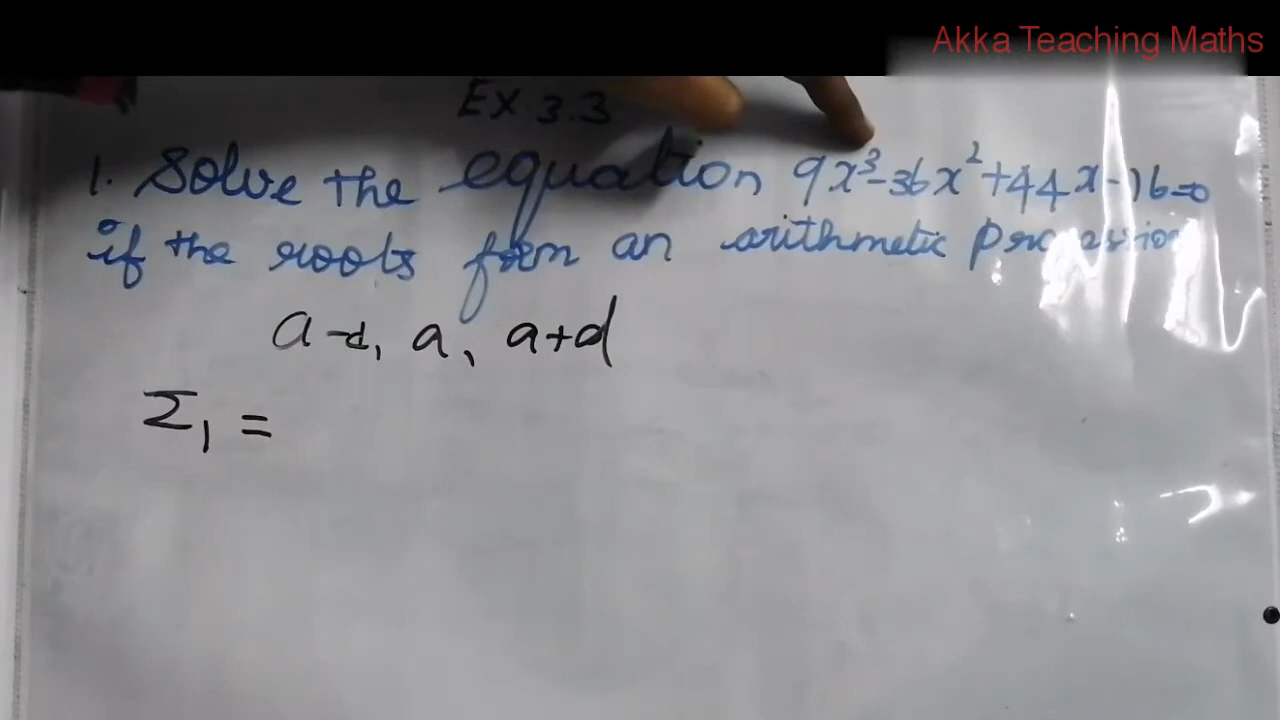 Akka Teaching Maths
Ex 3.3
1. Solve the equation 9x³-36x²+44x-16=0
if the roots form an arithmetic progression
a-d, a, a+d
Σ₁ =